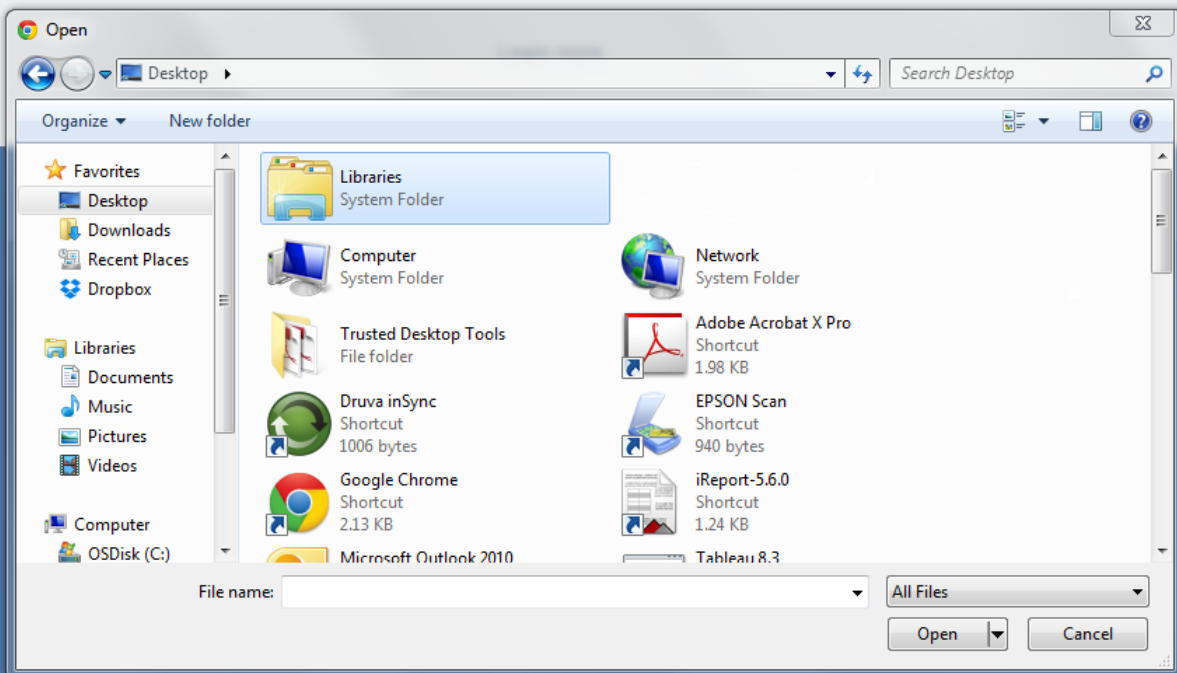 Open
Desktop
Search Desktop
Organize
New folder
Favorites
Desktop
Downloads
Recent Places
Dropbox
Libraries
Documents
Music
Pictures
Videos
Computer
OSDisk (C:)
Libraries
System Folder
Computer
System Folder
Network
System Folder
Trusted Desktop Tools
File folder
Adobe Acrobat X Pro
Shortcut
1.98 KB
Druva inSync
Shortcut
1006 bytes
EPSON Scan
Shortcut
940 bytes
Google Chrome
Shortcut
2.13 KB
iReport-5.6.0
Shortcut
1.24 KB
Microsoft Outlook 2010
Tableau 8.3
File name:
All Files
Open
Cancel